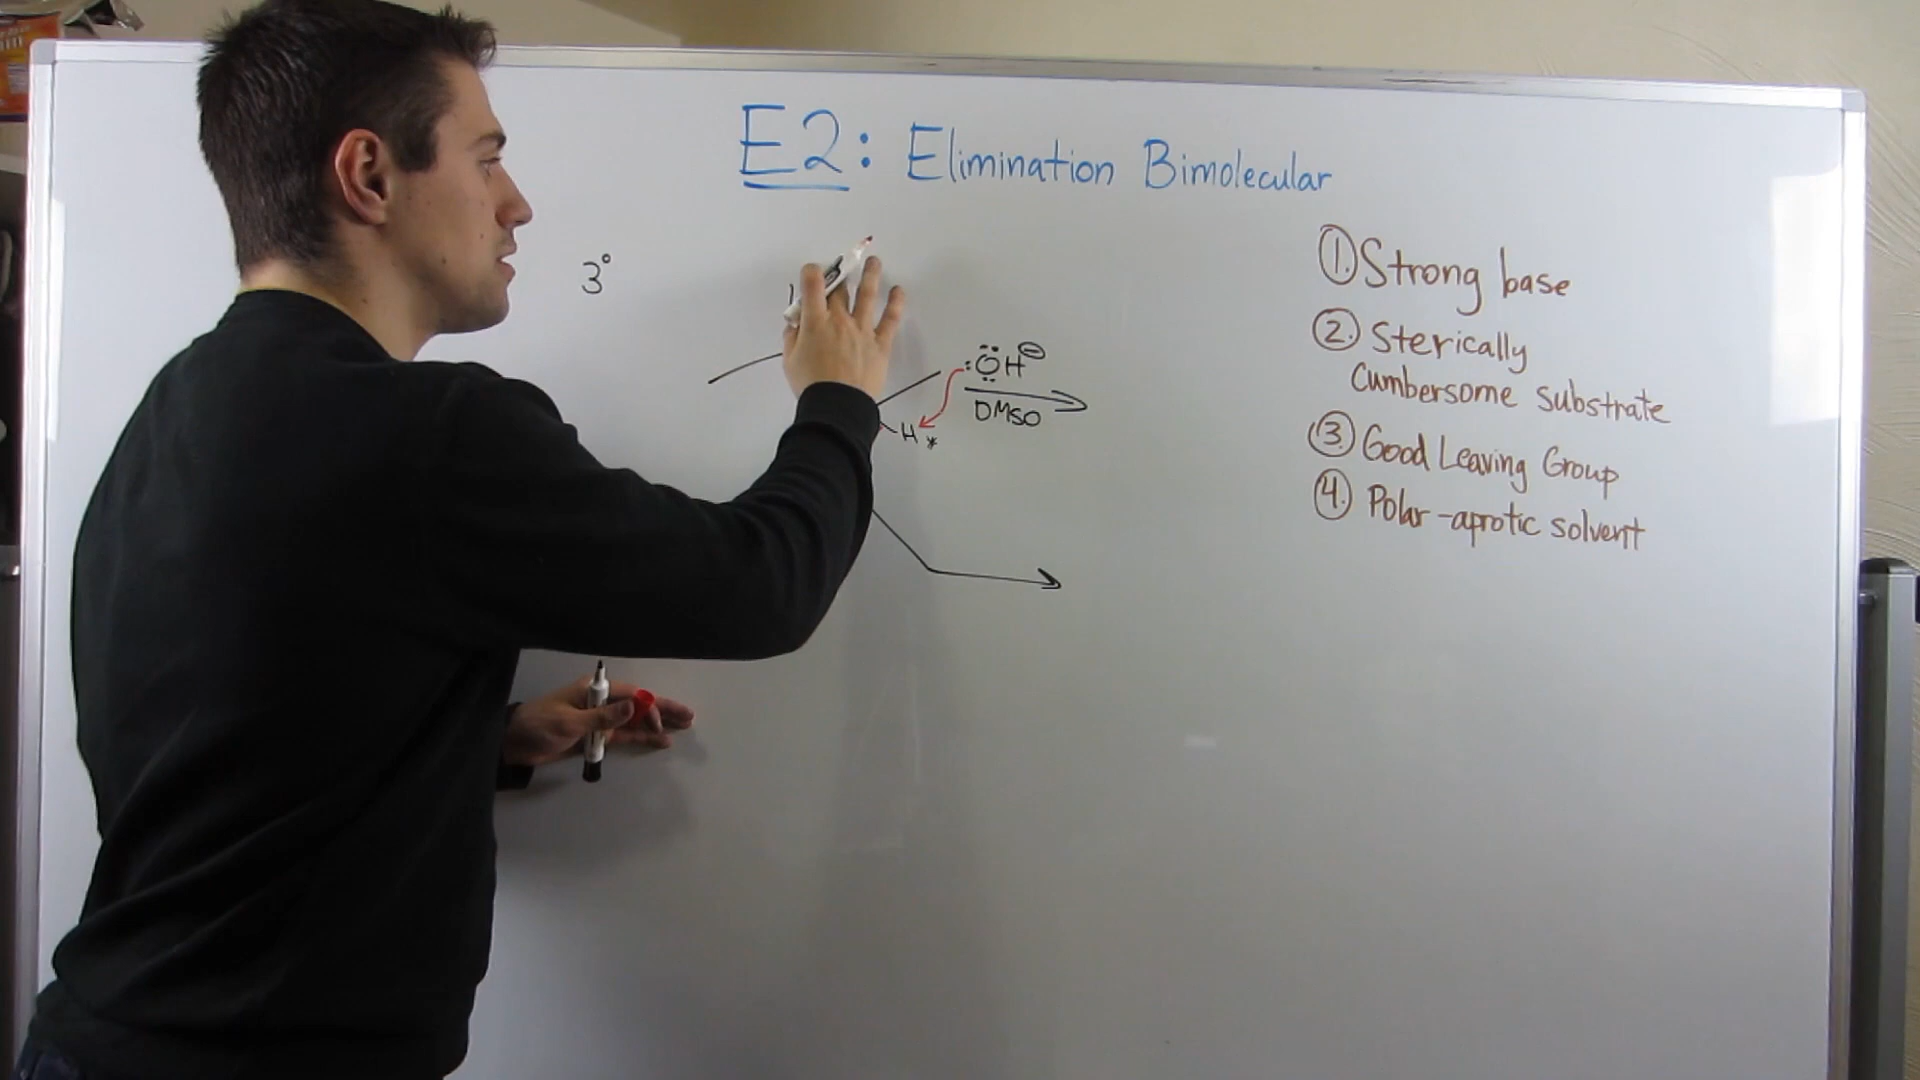 E2: Elimination Bimolecular
3°
:ÖH⊖
DMSO
H *
1. Strong base
2. Sterically
Cumbersome substrate
3. Good Leaving Group
4. Polar-aprotic solvent